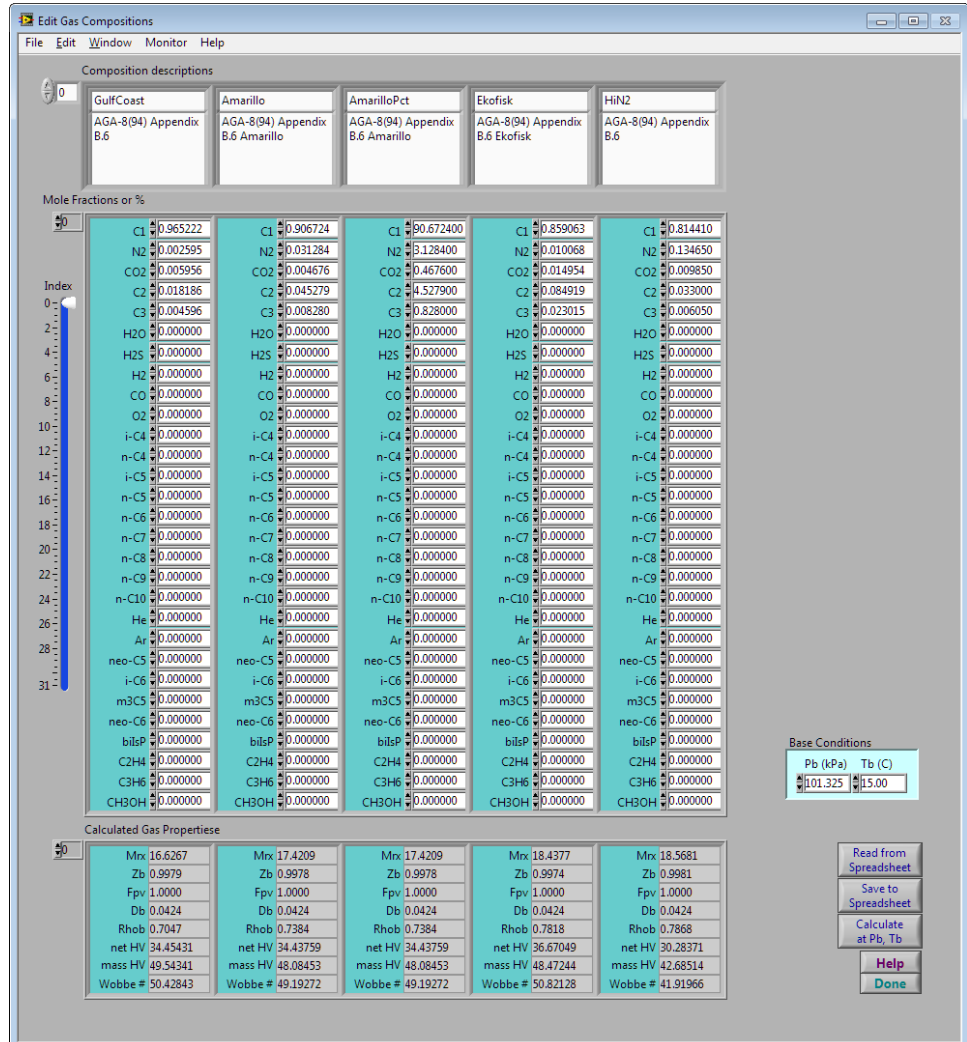 Edit Gas Compositions
File Edit Window Monitor Help
Composition descriptions
0
GulfCoast Amarillo AmarilloPct Ekofisk HiN2
AGA-8(94) Appendix AGA-8(94) Appendix AGA-8(94) Appendix AGA-8(94) Appendix AGA-8(94) Appendix
B.6 B.6 Amarillo B.6 Amarillo B.6 Ekofisk B.6
Mole Fractions or %
0
C1 0.965222 C1 0.906724 C1 90.672400 C1 0.859063 C1 0.814410
N2 0.002595 N2 0.031284 N2 3.128400 N2 0.010068 N2 0.134650
CO2 0.005956 CO2 0.004676 CO2 0.467600 CO2 0.014954 CO2 0.009850
C2 0.018186 C2 0.045279 C2 4.527900 C2 0.084919 C2 0.033000
C3 0.004596 C3 0.008280 C3 0.828000 C3 0.023015 C3 0.006050
H2O 0.000000 H2O 0.000000 H2O 0.000000 H2O 0.000000 H2O 0.000000
H2S 0.000000 H2S 0.000000 H2S 0.000000 H2S 0.000000 H2S 0.000000
H2 0.000000 H2 0.000000 H2 0.000000 H2 0.000000 H2 0.000000
CO 0.000000 CO 0.000000 CO 0.000000 CO 0.000000 CO 0.000000
O2 0.000000 O2 0.000000 O2 0.000000 O2 0.000000 O2 0.000000
i-C4 0.000000 i-C4 0.000000 i-C4 0.000000 i-C4 0.000000 i-C4 0.000000
n-C4 0.000000 n-C4 0.000000 n-C4 0.000000 n-C4 0.000000 n-C4 0.000000
i-C5 0.000000 i-C5 0.000000 i-C5 0.000000 i-C5 0.000000 i-C5 0.000000
n-C5 0.000000 n-C5 0.000000 n-C5 0.000000 n-C5 0.000000 n-C5 0.000000
n-C6 0.000000 n-C6 0.000000 n-C6 0.000000 n-C6 0.000000 n-C6 0.000000
n-C7 0.000000 n-C7 0.000000 n-C7 0.000000 n-C7 0.000000 n-C7 0.000000
n-C8 0.000000 n-C8 0.000000 n-C8 0.000000 n-C8 0.000000 n-C8 0.000000
n-C9 0.000000 n-C9 0.000000 n-C9 0.000000 n-C9 0.000000 n-C9 0.000000
n-C10 0.000000 n-C10 0.000000 n-C10 0.000000 n-C10 0.000000 n-C10 0.000000
He 0.000000 He 0.000000 He 0.000000 He 0.000000 He 0.000000
Ar 0.000000 Ar 0.000000 Ar 0.000000 Ar 0.000000 Ar 0.000000
neo-C5 0.000000 neo-C5 0.000000 neo-C5 0.000000 neo-C5 0.000000 neo-C5 0.000000
i-C6 0.000000 i-C6 0.000000 i-C6 0.000000 i-C6 0.000000 i-C6 0.000000
m3C5 0.000000 m3C5 0.000000 m3C5 0.000000 m3C5 0.000000 m3C5 0.000000
neo-C6 0.000000 neo-C6 0.000000 neo-C6 0.000000 neo-C6 0.000000 neo-C6 0.000000
biIsP 0.000000 biIsP 0.000000 biIsP 0.000000 biIsP 0.000000 biIsP 0.000000
C2H4 0.000000 C2H4 0.000000 C2H4 0.000000 C2H4 0.000000 C2H4 0.000000
C3H6 0.000000 C3H6 0.000000 C3H6 0.000000 C3H6 0.000000 C3H6 0.000000
CH3OH 0.000000 CH3OH 0.000000 CH3OH 0.000000 CH3OH 0.000000 CH3OH 0.000000
Index
0
2
4
6
8
10
12
14
16
18
20
22
24
26
28
31
Base Conditions
Pb (kPa) Tb (C)
101.325 15.00
Calculated Gas Propertiese
0
Mrx 16.6267 Mrx 17.4209 Mrx 17.4209 Mrx 18.4377 Mrx 18.5681
Zb 0.9979 Zb 0.9978 Zb 0.9978 Zb 0.9974 Zb 0.9981
Fpv 1.0000 Fpv 1.0000 Fpv 1.0000 Fpv 1.0000 Fpv 1.0000
Db 0.0424 Db 0.0424 Db 0.0424 Db 0.0424 Db 0.0424
Rhob 0.7047 Rhob 0.7384 Rhob 0.7384 Rhob 0.7818 Rhob 0.7868
net HV 34.45431 net HV 34.43759 net HV 34.43759 net HV 36.67049 net HV 30.28371
mass HV 49.54341 mass HV 48.08453 mass HV 48.08453 mass HV 48.47244 mass HV 42.68514
Wobbe # 50.42843 Wobbe # 49.19272 Wobbe # 49.19272 Wobbe # 50.82128 Wobbe # 41.91966
Read from
Spreadsheet
Save to
Spreadsheet
Calculate
at Pb, Tb
Help
Done